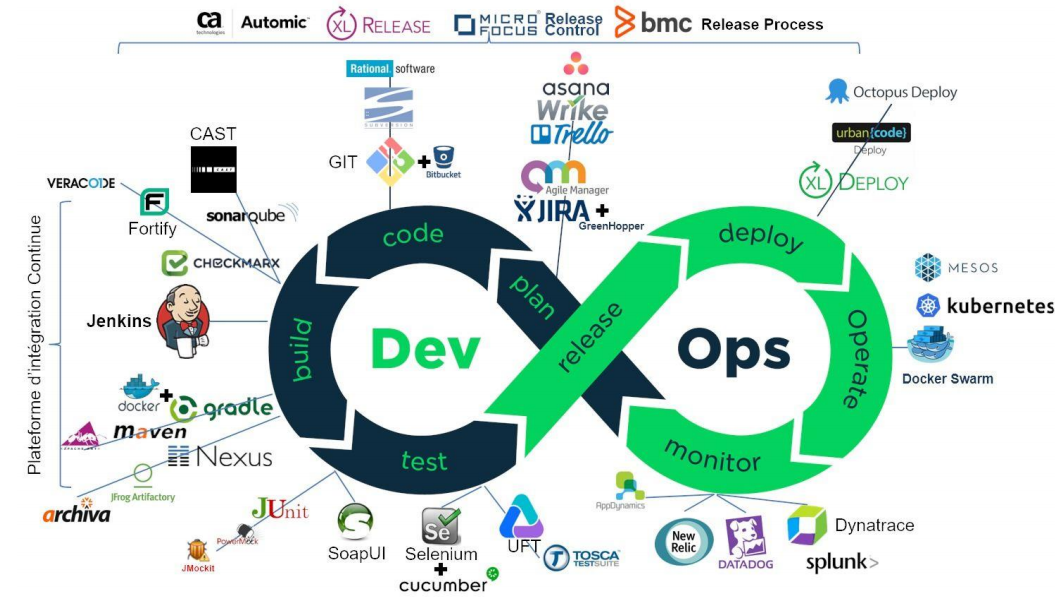 ca technologies Automic XL RELEASE MICRO FOCUS Release Control bmc Release Process
Rational. software
SUBVERSION
GIT + Bitbucket
asana
Wrike
Trello
Agile Manager
JIRA + GreenHopper
Octopus Deploy
urban{code}
Deploy
XL DEPLOY
CAST
VERACODE
Fortify
sonarqube
CHECKMARX
Jenkins
Plateforme d'intégration Continue
docker + gradle
maven
Nexus
JFrog Artifactory
archiva
code
plan
build
test
Dev
release
deploy
Operate
monitor
Ops
MESOS
kubernetes
Docker Swarm
JUnit
PowerMock
JMockit
SoapUI
Se
Selenium
+
cucumber
UFT
TOSCA
TESTSUITE
AppDynamics
New Relic
DATADOG
Dynatrace
splunk>